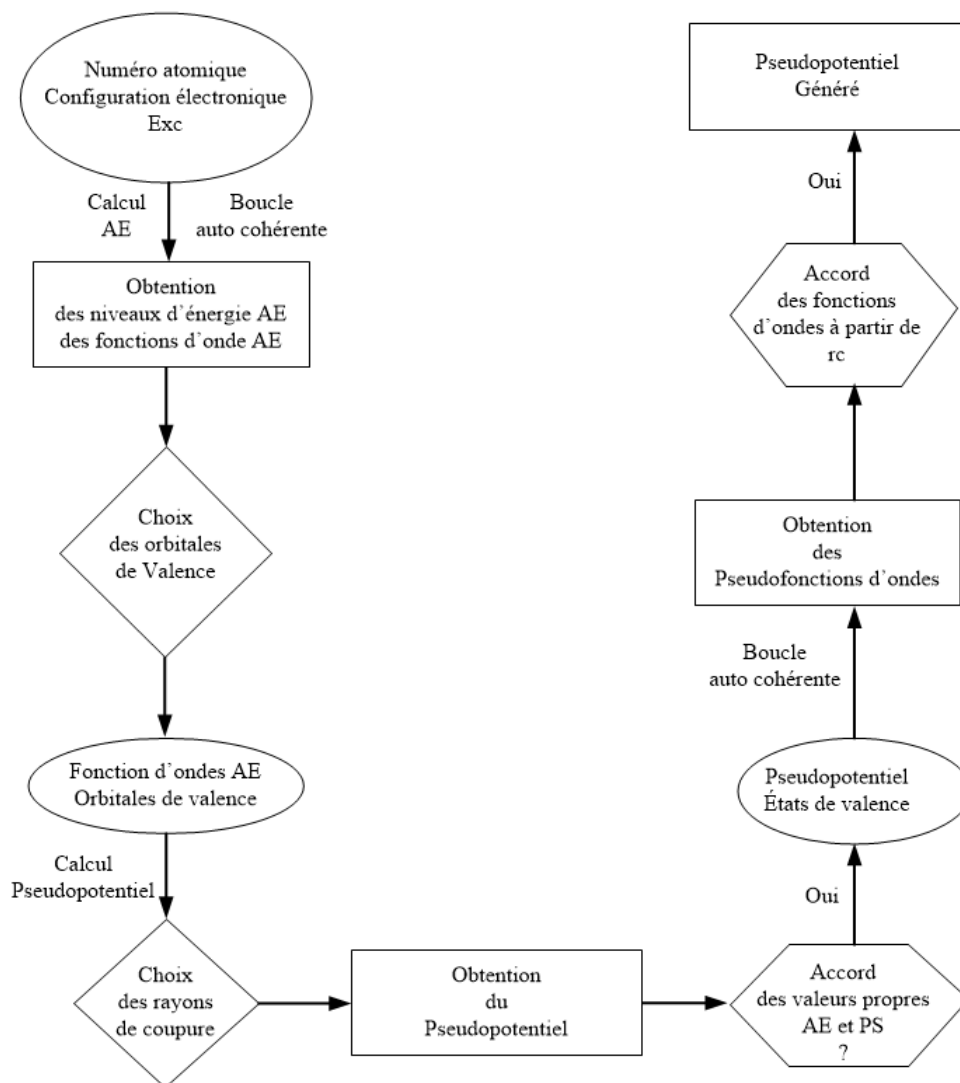 Numéro atomique
Configuration électronique
Exc
Calcul
AE
Boucle
auto cohérente
Obtention
des niveaux d'énergie AE
des fonctions d'onde AE
Choix
des orbitales
de Valence
Fonction d'ondes AE
Orbitales de valence
Calcul
Pseudopotentiel
Choix
des rayons
de coupure
Obtention
du
Pseudopotentiel
Accord
des valeurs propres
AE et PS
?
Oui
Pseudopotentiel
États de valence
Boucle
auto cohérente
Obtention
des
Pseudofonctions d'ondes
Accord
des fonctions
d'ondes à partir de
rc
Oui
Pseudopotentiel
Généré